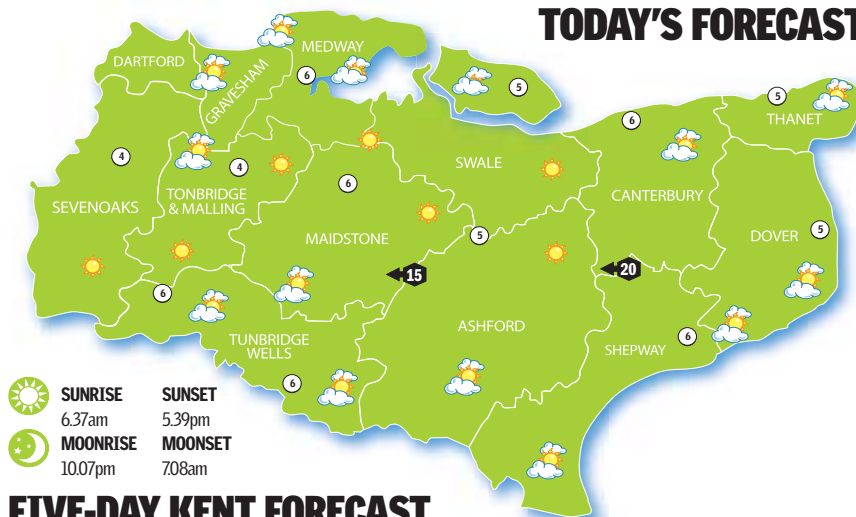 TODAY'S FORECAST
MEDWAY
DARTFORD
GRAVESHAM
6
5
5
THANET
6
4
4
SWALE
6
CANTERBURY
SEVENOAKS
TONBRIDGE
& MALLING
MAIDSTONE
5
5
DOVER
15
20
6
ASHFORD
TUNBRIDGE
WELLS
SHEPWAY
6
6
SUNRISE SUNSET
6.37am 5.39pm
MOONRISE MOONSET
10.07pm 7.08am
FIVE-DAY KENT FORECAST